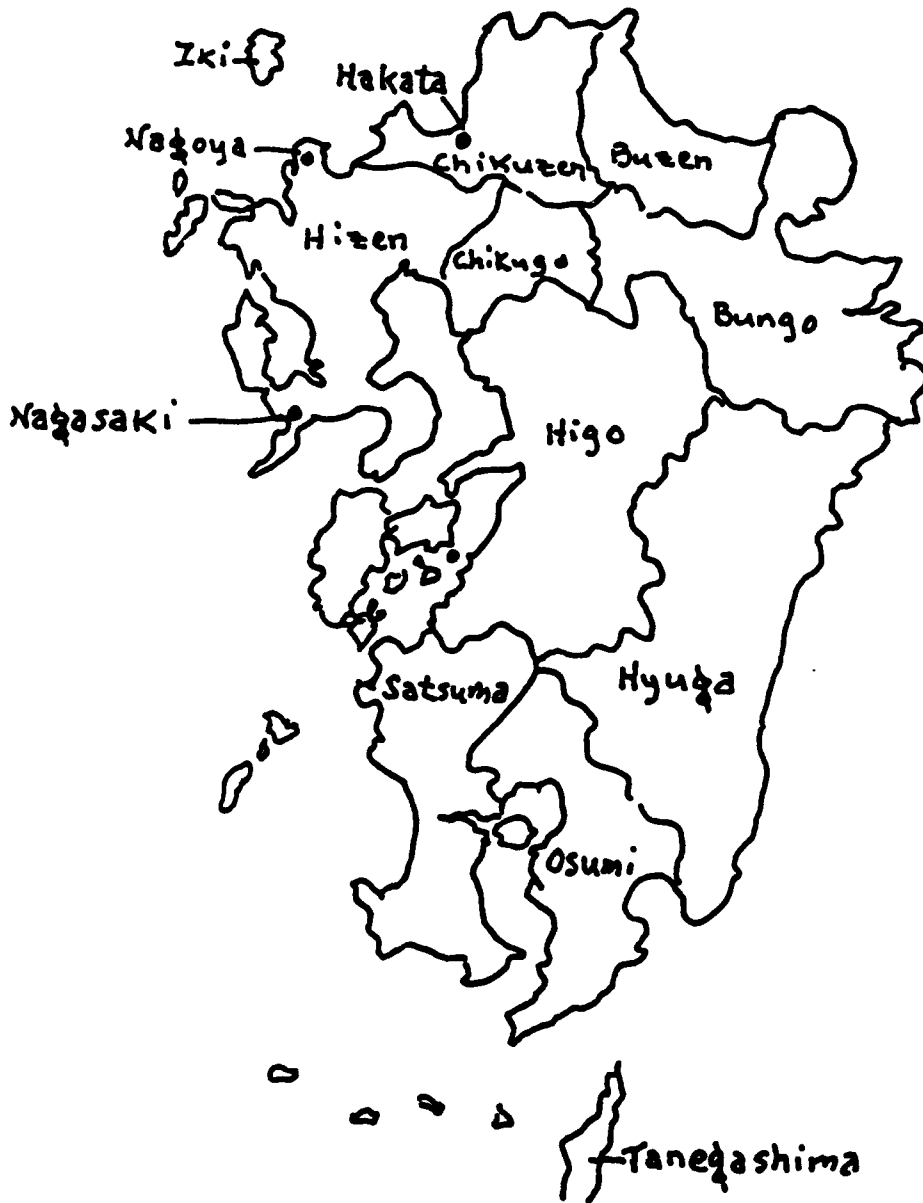 Iki
Hakata
Nagoya
Chikuzen
Buzen
Hizen
Chikugo
Bungo
Nagasaki
Higo
Satsuma
Hyuga
Osumi
Tanegashima